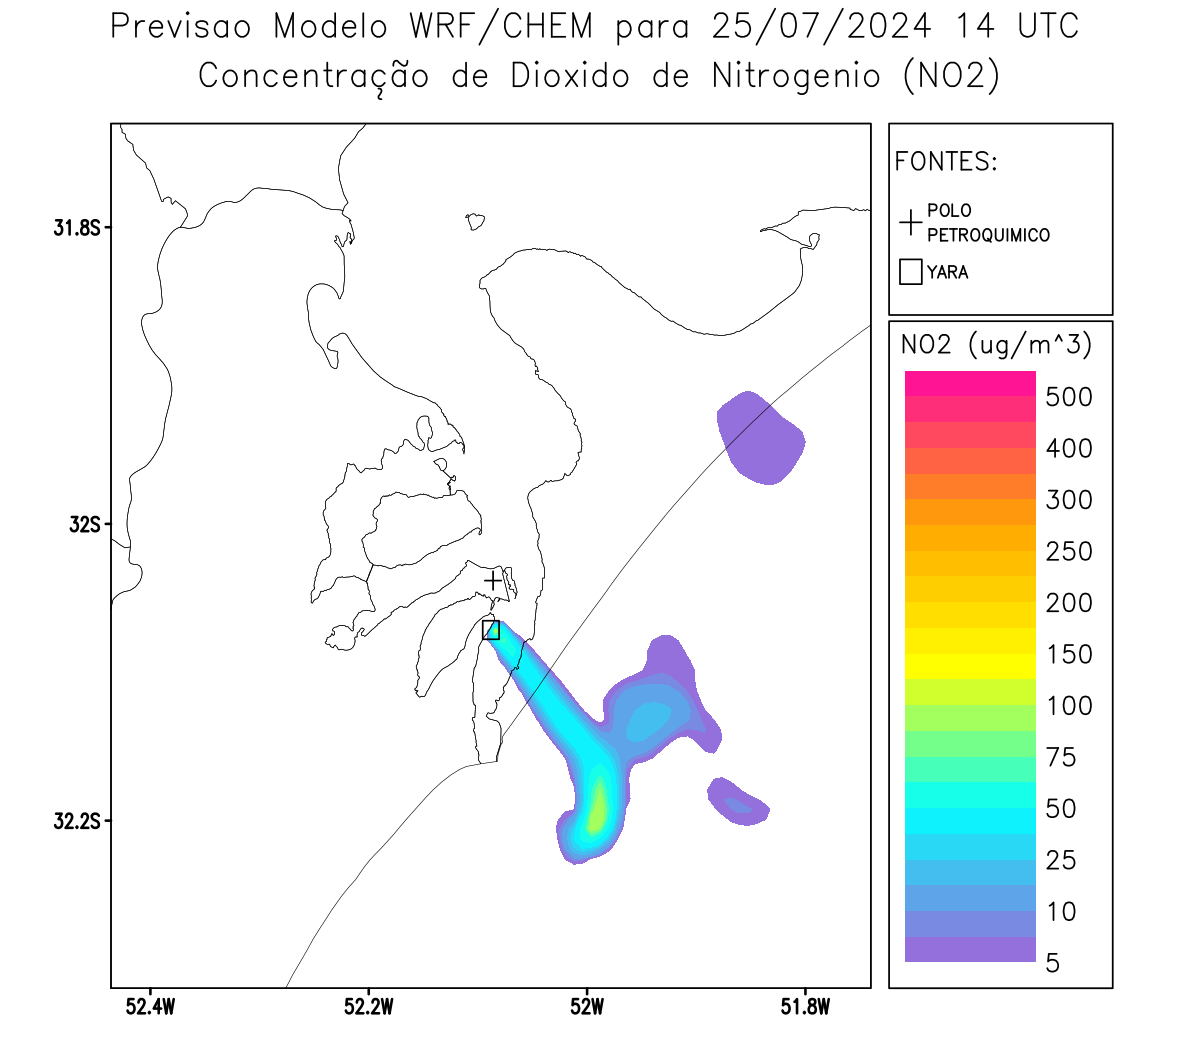 Previsao Modelo WRF/CHEM para 25/07/2024 14 UTC
Concentração de Dioxido de Nitrogenio (NO2)
FONTES:
POLO
PETROQUIMICO
YARA
NO2 (ug/m^3)
500
400
300
250
200
150
100
75
50
25
10
5
31.8S
32S
32.2S
52.4W
52.2W
52W
51.8W